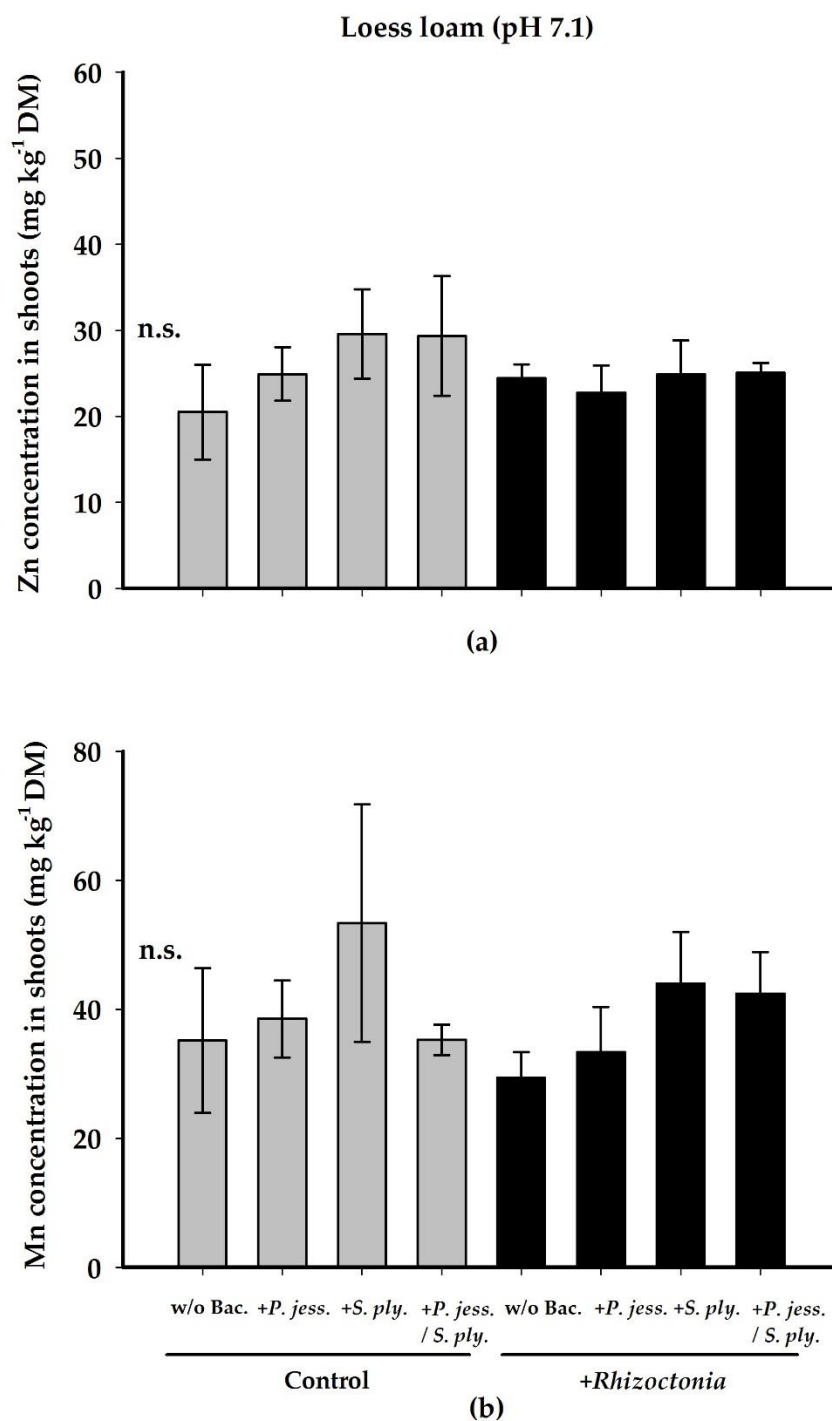 Loess loam (pH 7.1)
Zn concentration in shoots (mg kg-1 DM)
60
50
40
30
20
10
0
n.s.
(a)
Mn concentration in shoots (mg kg-1 DM)
80
60
40
20
0
n.s.
w/o Bac. +P. jess. +S. ply. +P. jess. w/o Bac. +P. jess. +S. ply. +P. jess.
/ S. ply. / S. ply.
Control +Rhizoctonia
(b)